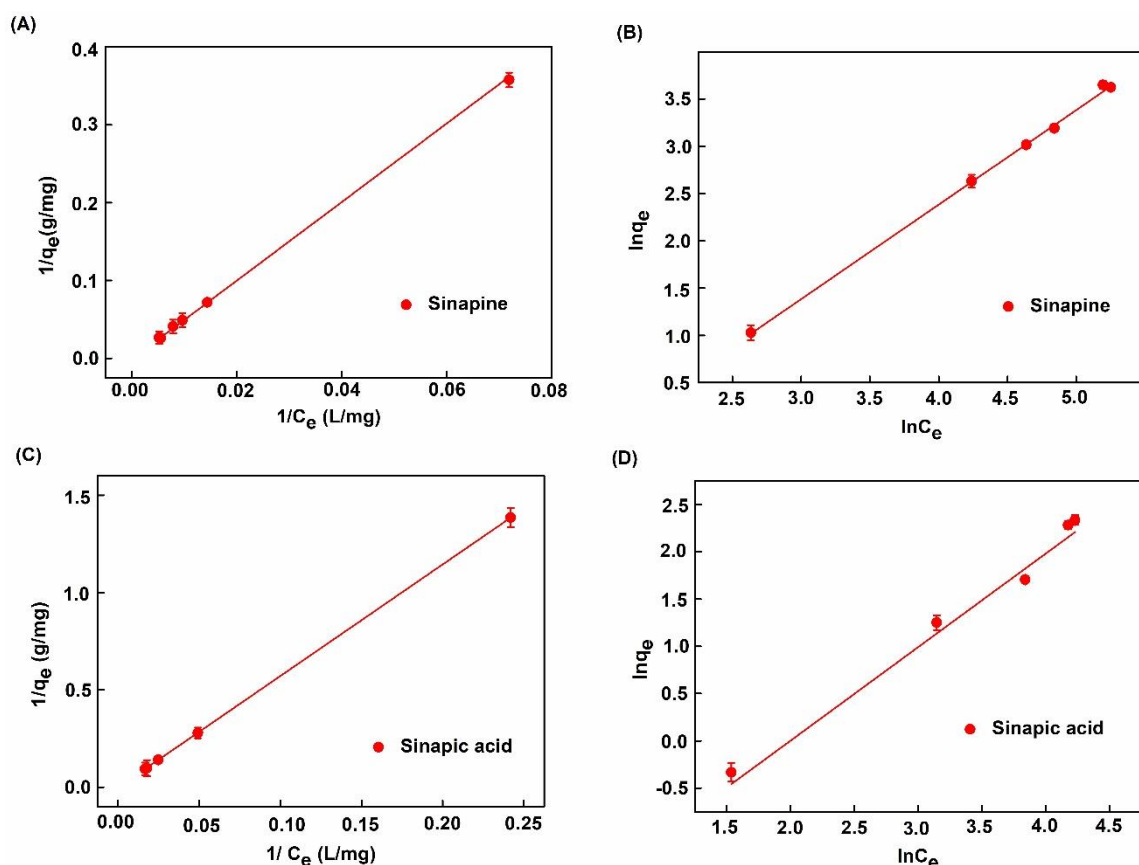 (A)
0.4
0.3
0.2
0.1
0.0
1/qe(g/mg)
Sinapine
0.00 0.02 0.04 0.06 0.08
1/Ce (L/mg)
(B)
3.5
3.0
2.5
2.0
1.5
1.0
0.5
lnqe
Sinapine
2.5 3.0 3.5 4.0 4.5 5.0
lnCe
(C)
1.5
1.0
0.5
0.0
1/qe (g/mg)
Sinapic acid
0.00 0.05 0.10 0.15 0.20 0.25
1/ Ce (L/mg)
(D)
2.5
2.0
1.5
1.0
0.5
0.0
-0.5
lnqe
Sinapic acid
1.5 2.0 2.5 3.0 3.5 4.0 4.5
lnCe